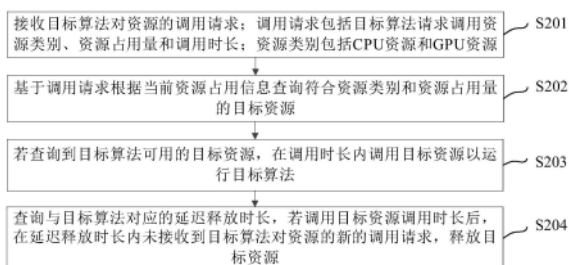 接收目标算法对资源的调用请求；调用请求包括目标算法请求调用资
源类别、资源占用量和调用时长；资源类别包括CPU资源和GPU资源
S201
基于调用请求根据当前资源占用信息查询符合资源类别和资源占用量
的目标资源
S202
若查询到目标算法可用的目标资源，在调用时长内调用目标资源以运
行目标算法
S203
查询与目标算法对应的延迟释放时长，若调用目标资源调用时长后，
在延迟释放时长内未接收到目标算法对资源的新的调用请求，释放目
标资源
S204